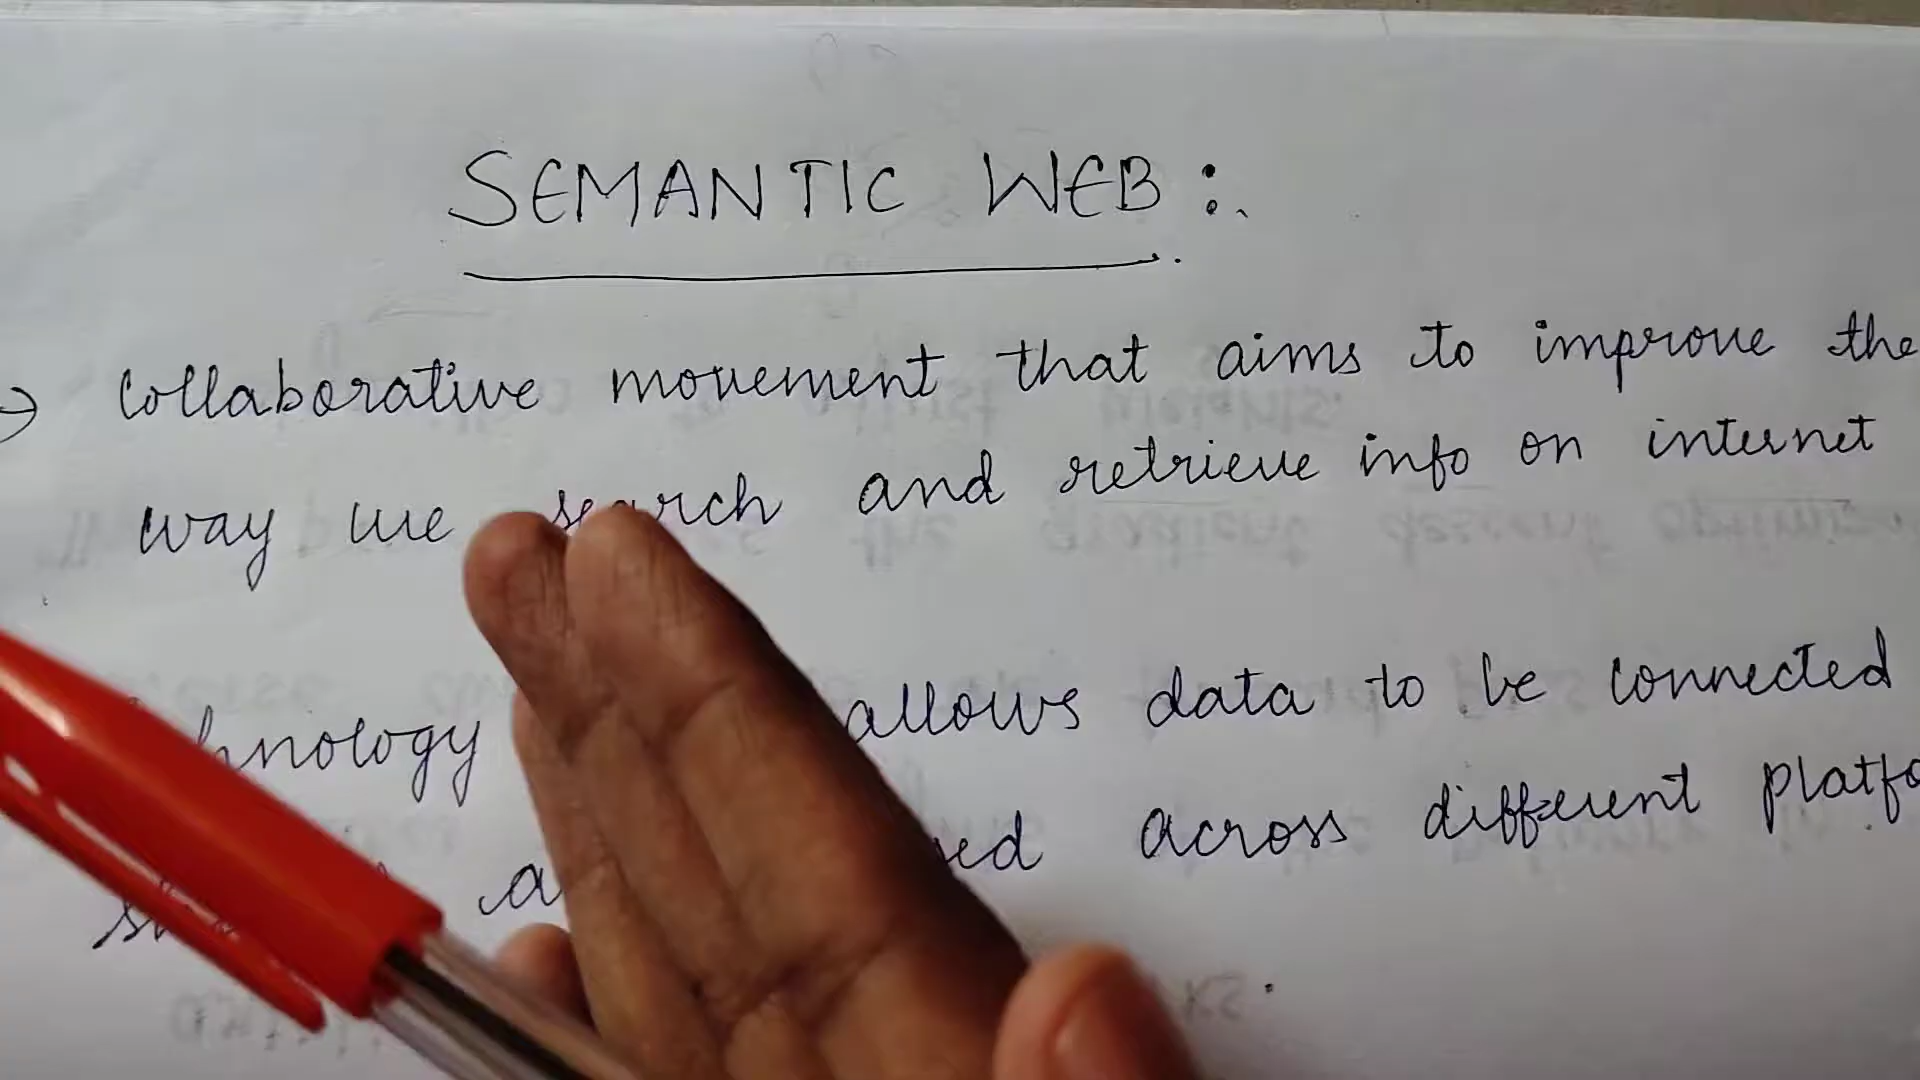 SEMANTIC WEB :
→ Collaborative movement that aims to improve the
way we search and retrieve info on internet
allows data to be connected
across different